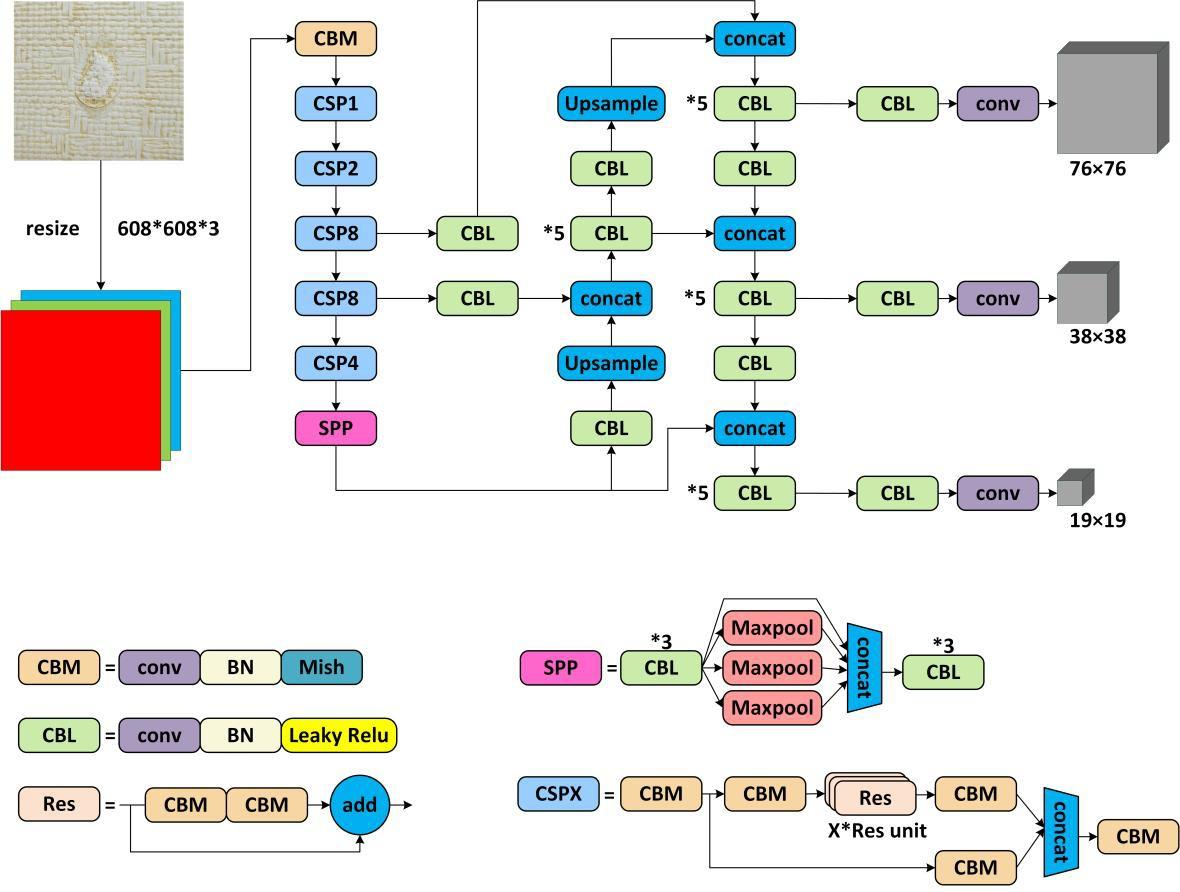 CBM
concat
CSP1
Upsample
*5
CBL
CBL
conv
CSP2
CBL
CBL
76×76
resize
608*608*3
CSP8
CBL
*5
CBL
concat
CSP8
CBL
concat
*5
CBL
CBL
conv
38×38
CSP4
Upsample
CBL
SPP
CBL
concat
*5
CBL
CBL
conv
19×19
CBM = conv BN Mish
CBL = conv BN Leaky Relu
Res = CBM CBM add
SPP = CBL
*3
Maxpool
Maxpool
Maxpool
concat
*3
CBL
CSPX = CBM CBM Res CBM
X*Res unit
CBM
concat
CBM